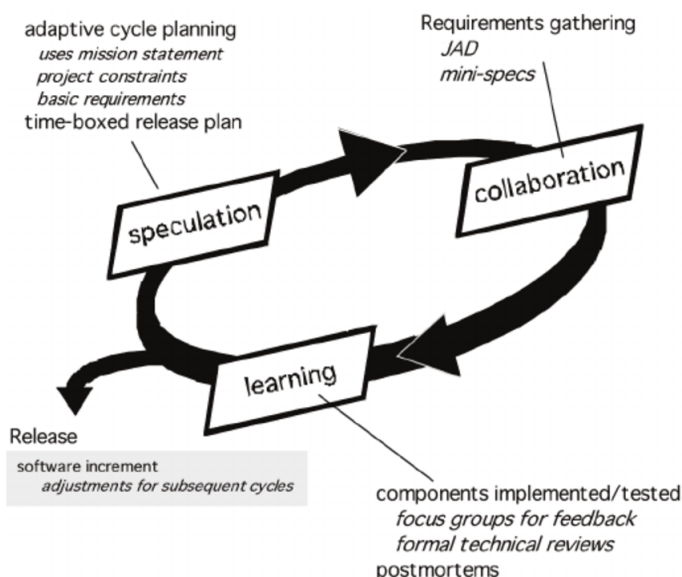 adaptive cycle planning
uses mission statement
project constraints
basic requirements
time-boxed release plan
Requirements gathering
JAD
mini-specs
speculation
collaboration
learning
Release
software increment
adjustments for subsequent cycles
components implemented/tested
focus groups for feedback
formal technical reviews
postmortems